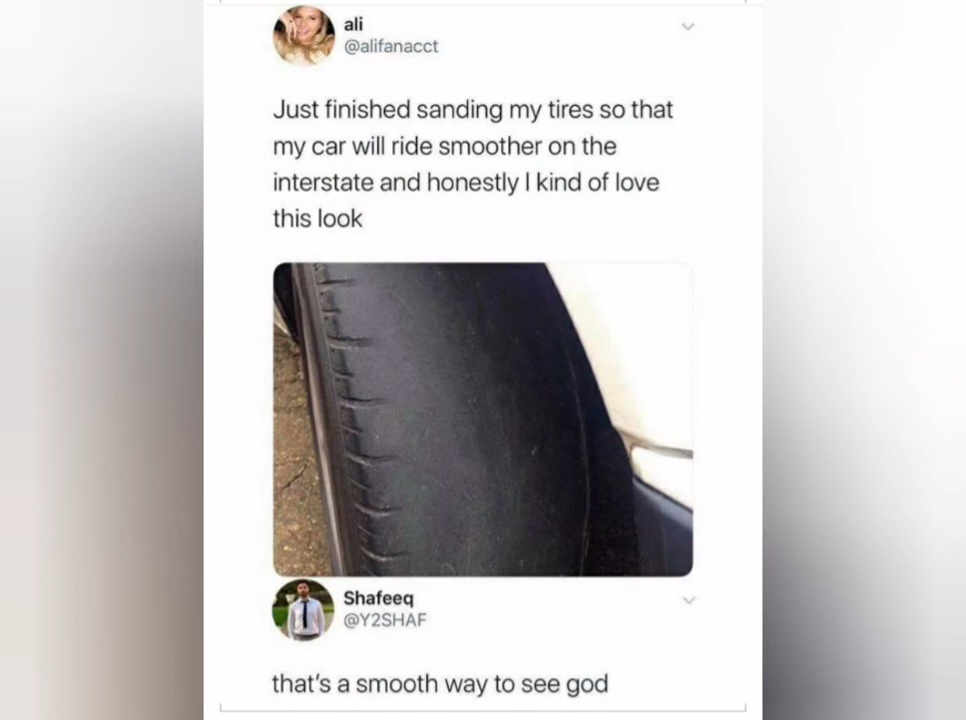 ali
@alifanacct
Just finished sanding my tires so that
my car will ride smoother on the
interstate and honestly I kind of love
this look
Shafeeq
@Y2SHAF
that's a smooth way to see god